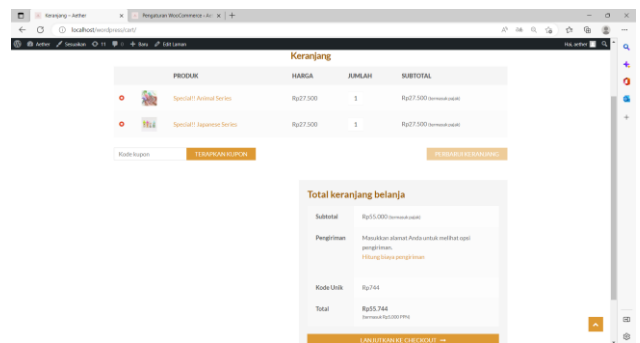 Keranjang – Aether
Pengaturan WooCommerce ‹ Ae
localhost/wordpress/cart/
Aether Sesuaikan 11 0 Baru Edit Laman
Hai, aether
Keranjang
PRODUK HARGA JUMLAH SUBTOTAL
Special!! Animal Series Rp27.500 1 Rp27.500 (termasuk pajak)
Special!! Japanese Series Rp27.500 1 Rp27.500 (termasuk pajak)
Kode kupon TERAPKAN KUPON PERBARUI KERANJANG
Total keranjang belanja
Subtotal Rp55.000 (termasuk pajak)
Pengiriman Masukkan alamat Anda untuk melihat opsi
pengiriman.
Hitung biaya pengiriman
Kode Unik Rp744
Total Rp55.744
(termasuk Rp5.000 PPN)
LANJUTKAN KE CHECKOUT →